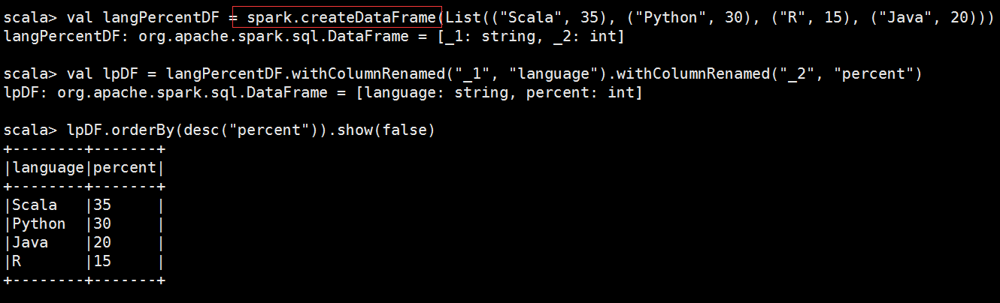 scala> val langPercentDF = spark.createDataFrame(List(("Scala", 35), ("Python", 30), ("R", 15), ("Java", 20)))
langPercentDF: org.apache.spark.sql.DataFrame = [_1: string, _2: int]
scala> val lpDF = langPercentDF.withColumnRenamed("_1", "language").withColumnRenamed("_2", "percent")
lpDF: org.apache.spark.sql.DataFrame = [language: string, percent: int]
scala> lpDF.orderBy(desc("percent")).show(false)
+--------+-------+
|language|percent|
+--------+-------+
|Scala   |35     |
|Python  |30     |
|Java    |20     |
|R       |15     |
+--------+-------+